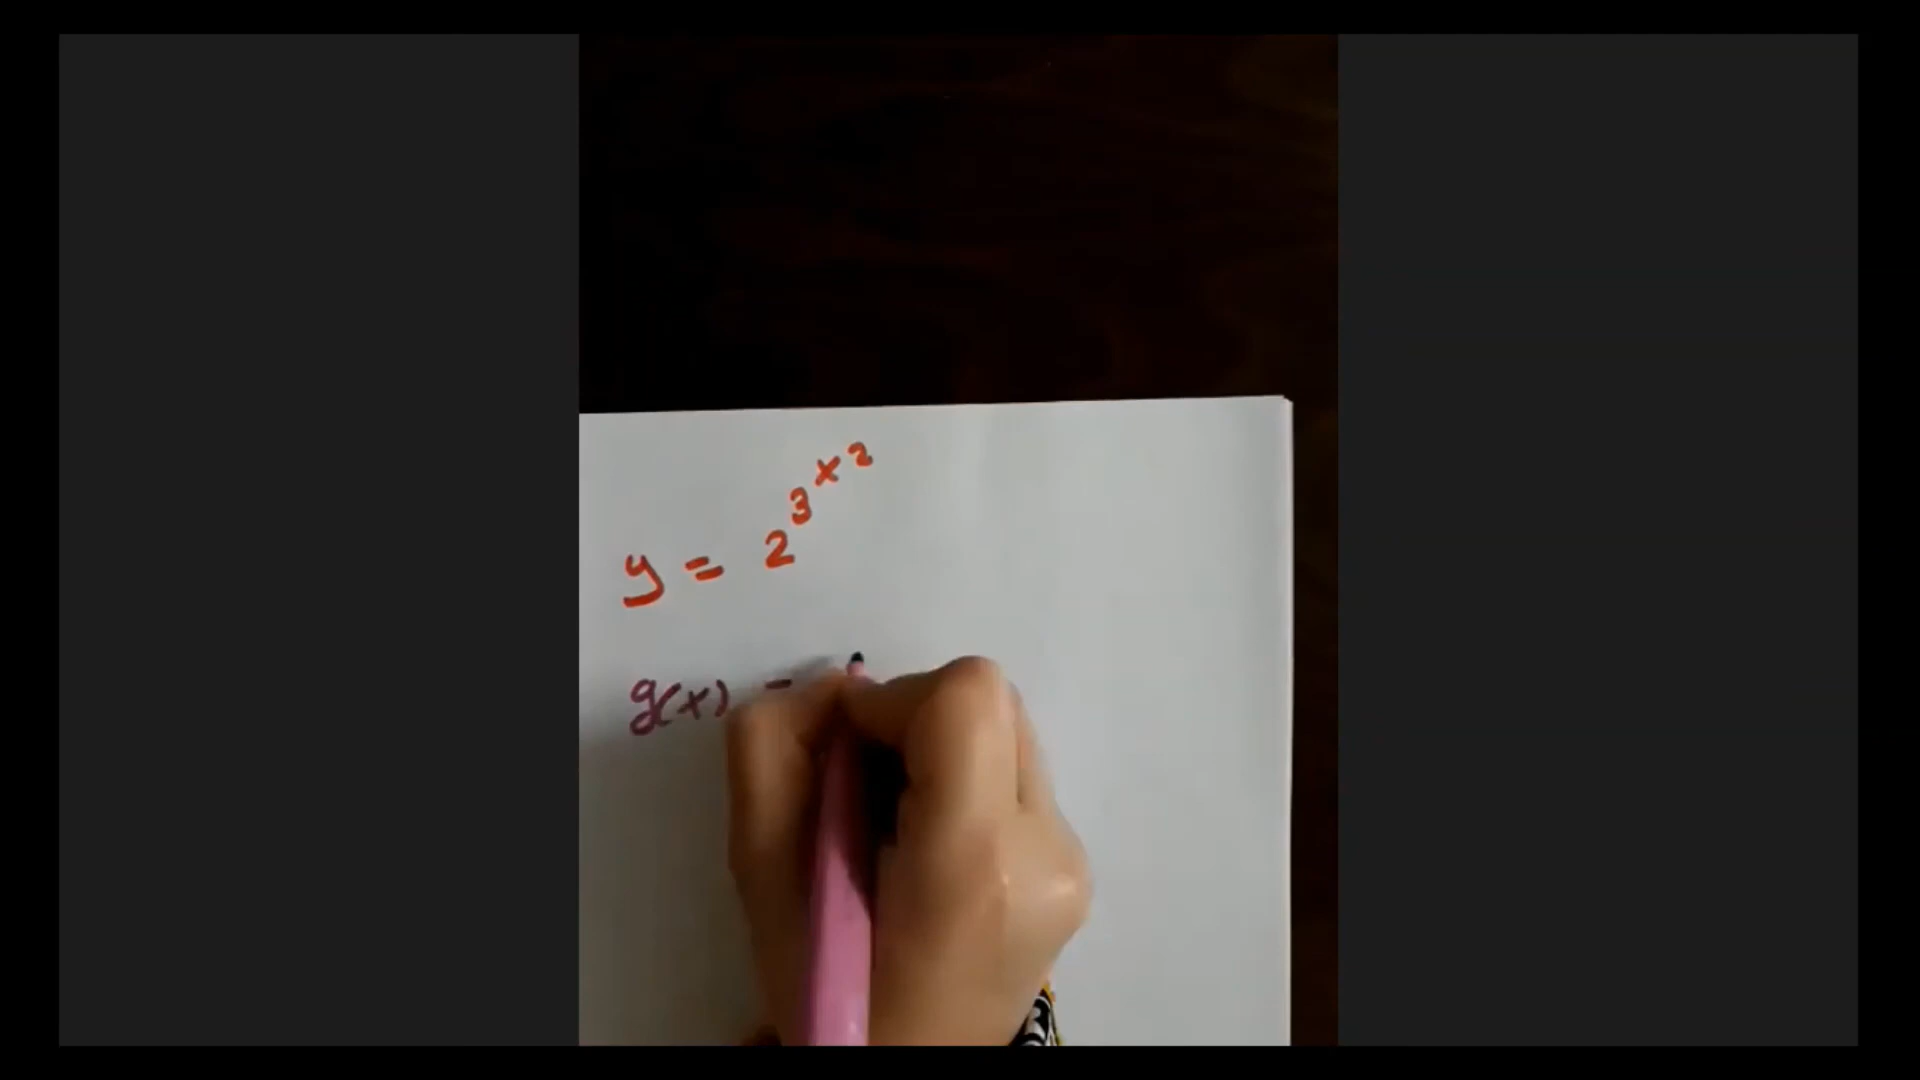 y = 2^3^x^2
g(x) =